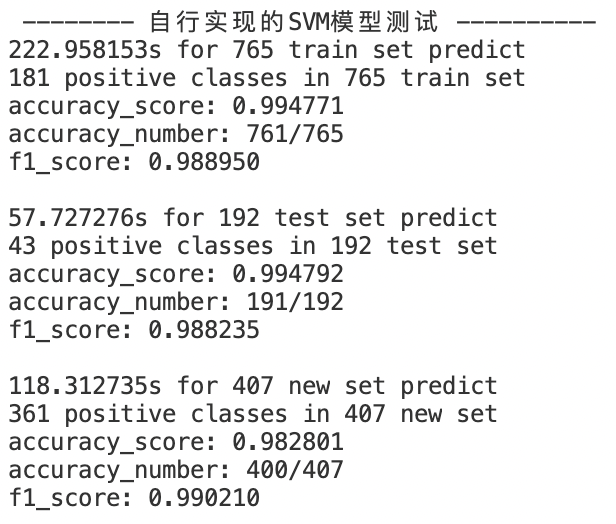 -------- 自行实现的SVM模型测试 ----------
222.958153s for 765 train set predict
181 positive classes in 765 train set
accuracy_score: 0.994771
accuracy_number: 761/765
f1_score: 0.988950
57.727276s for 192 test set predict
43 positive classes in 192 test set
accuracy_score: 0.994792
accuracy_number: 191/192
f1_score: 0.988235
118.312735s for 407 new set predict
361 positive classes in 407 new set
accuracy_score: 0.982801
accuracy_number: 400/407
f1_score: 0.990210